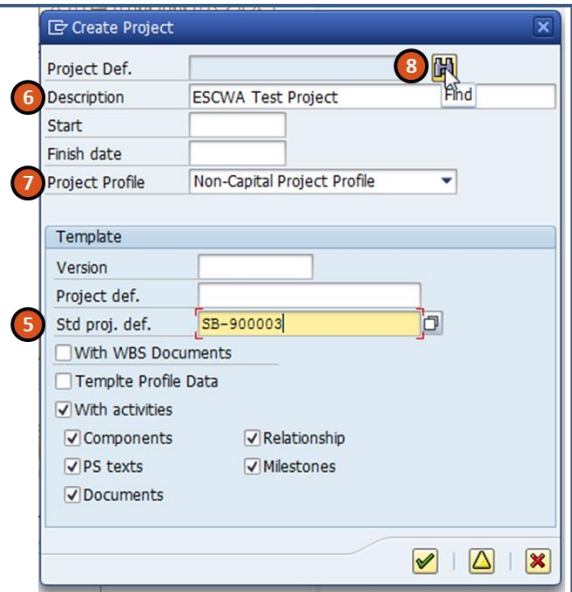 Create Project
Project Def. 8
Find
6 Description ESCWA Test Project
Start
Finish date
7 Project Profile Non-Capital Project Profile
Template
Version
Project def.
5 Std proj. def. SB-900003
With WBS Documents
Templte Profile Data
With activities
Components Relationship
PS texts Milestones
Documents